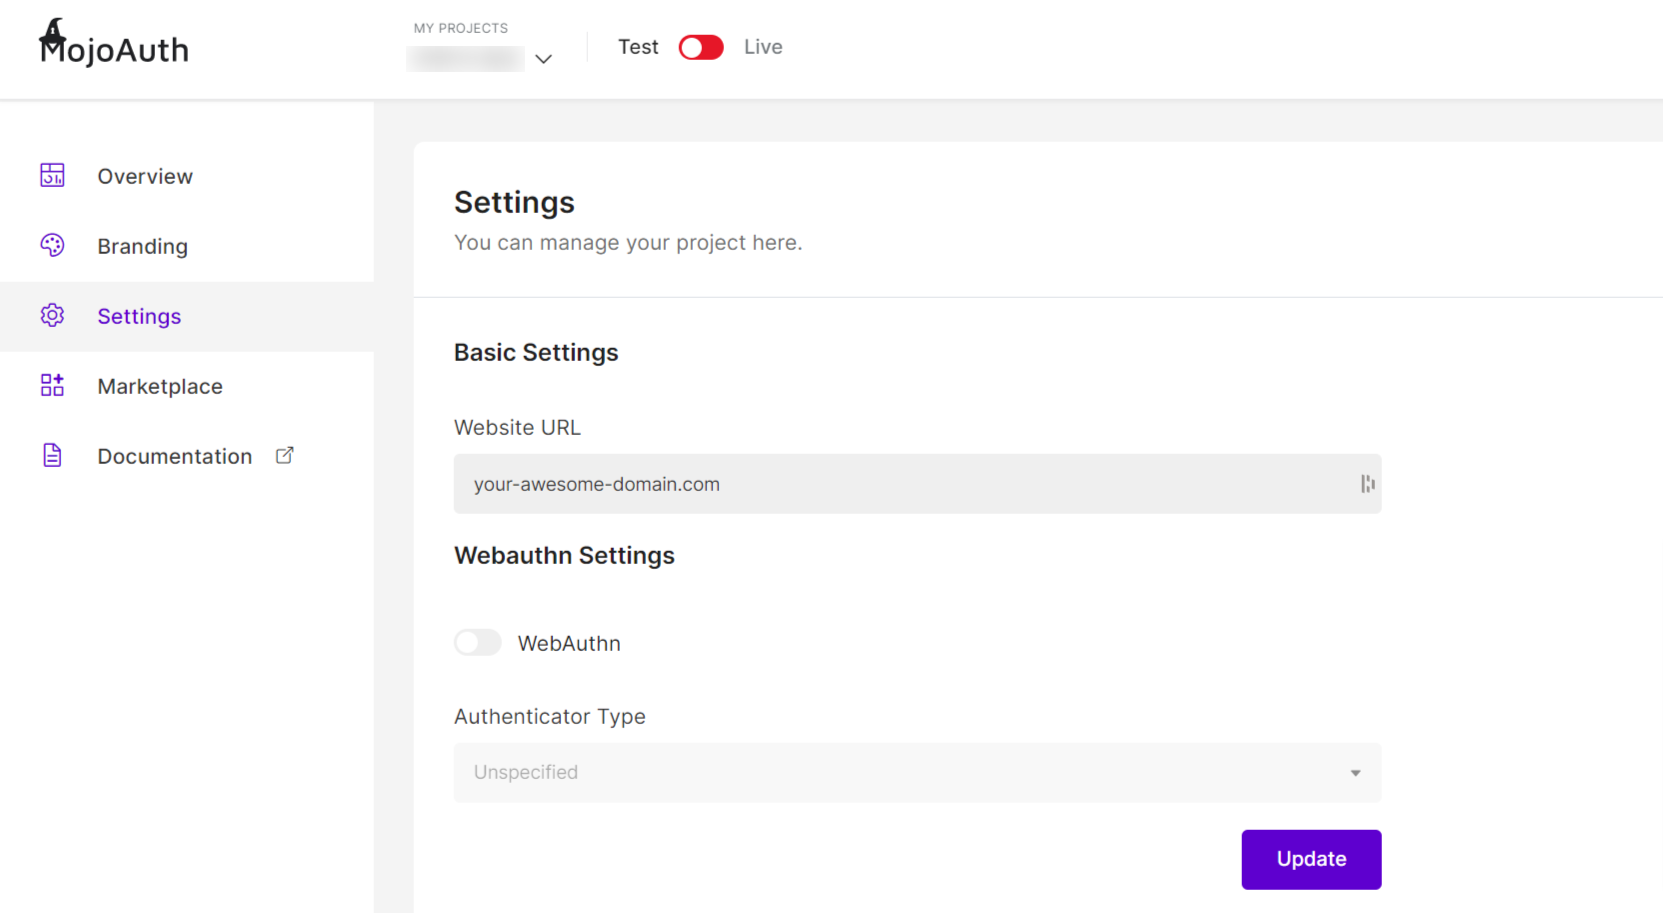 MojoAuth
MY PROJECTS
Test Live
Overview
Branding
Settings
Marketplace
Documentation
Settings
You can manage your project here.
Basic Settings
Website URL
your-awesome-domain.com
Webauthn Settings
WebAuthn
Authenticator Type
Unspecified
Update